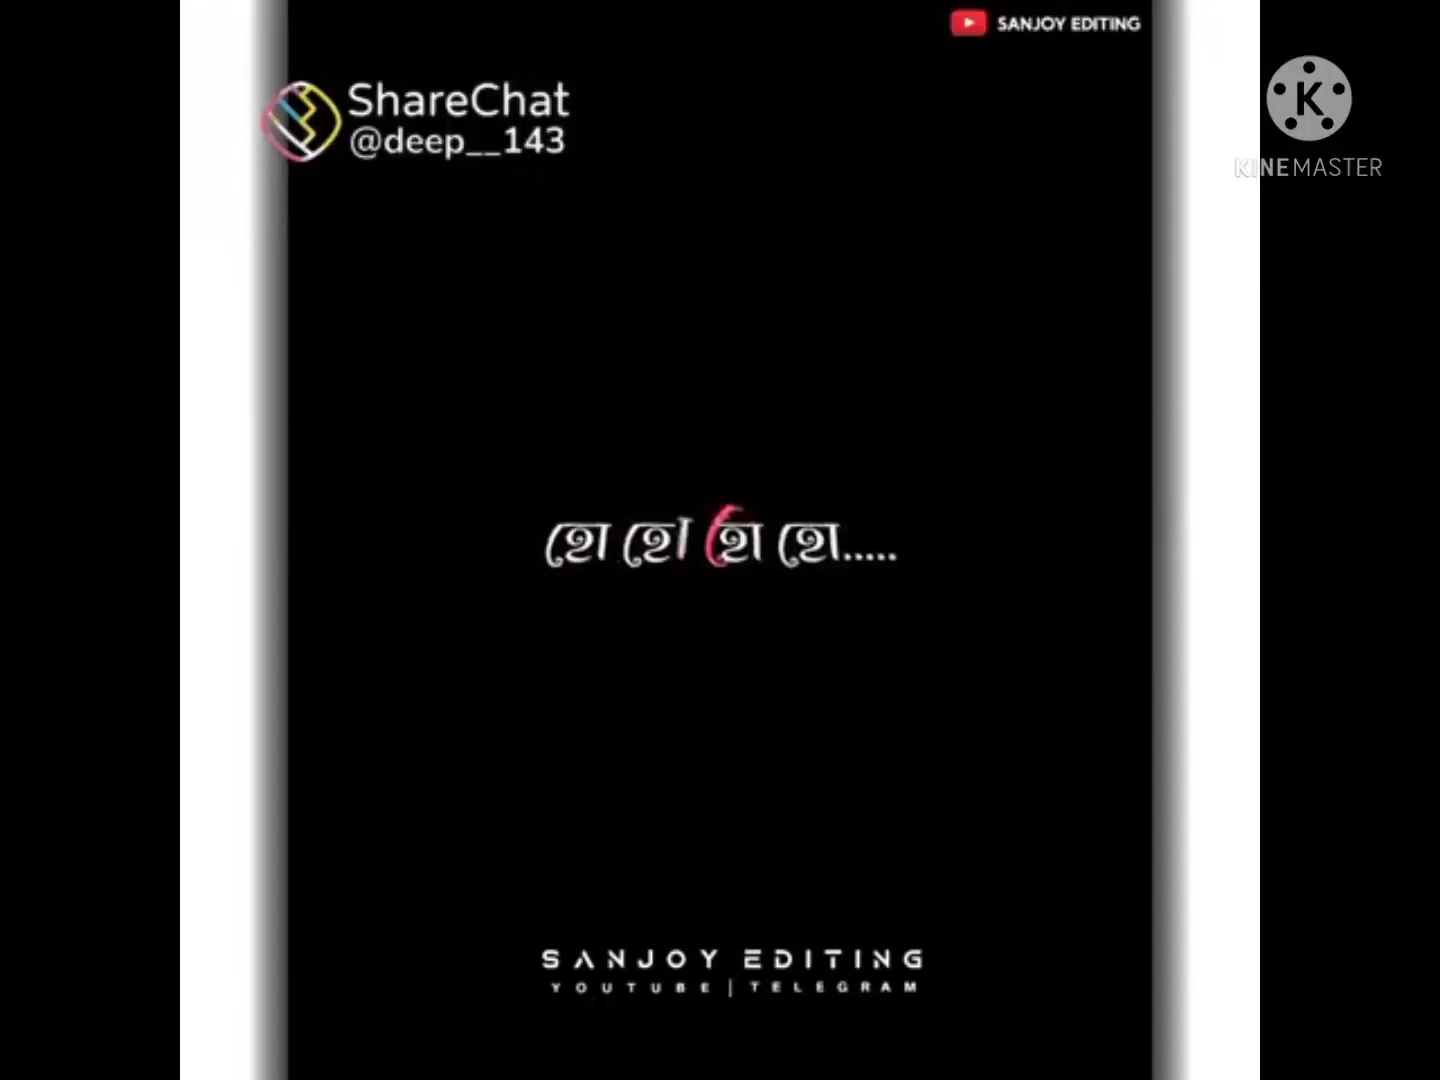 SANJOY EDITING
ShareChat
@deep__143
K
KINEMASTER
হো হো হো হো.....
SANJOY EDITING
YOUTUBE | TELEGRAM